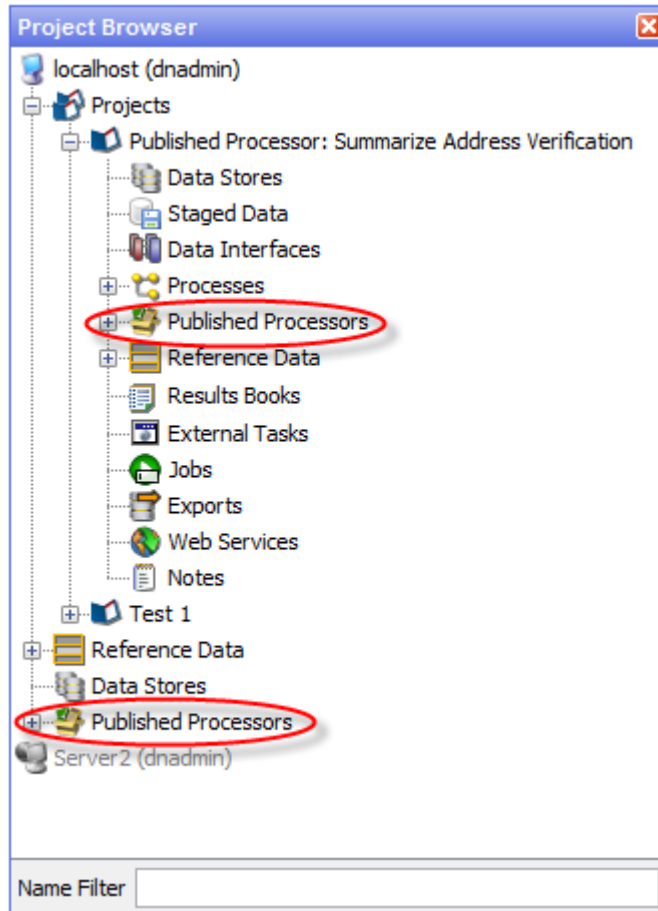 Project Browser
localhost (dnadmin)
Projects
Published Processor: Summarize Address Verification
Data Stores
Staged Data
Data Interfaces
Processes
Published Processors
Reference Data
Results Books
External Tasks
Jobs
Exports
Web Services
Notes
Test 1
Reference Data
Data Stores
Published Processors
Server2 (dnadmin)
Name Filter